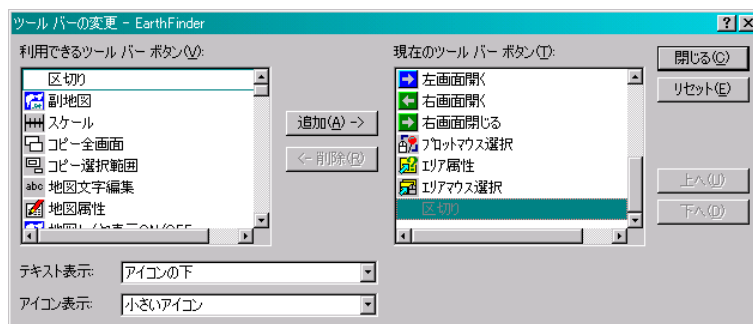 ツール バーの変更 - EarthFinder
利用できるツール バー ボタン(V):
区切り
副地図
スケール
コピー全画面
コピー選択範囲
abc 地図文字編集
地図属性
追加(A) ->
<- 削除(R)
現在のツール バー ボタン(T):
左画面開く
右画面開く
右画面閉じる
プロットマウス選択
エリア属性
エリアマウス選択
区切り
閉じる(C)
リセット(E)
上へ(U)
下へ(D)
テキスト表示: アイコンの下
アイコン表示: 小さいアイコン